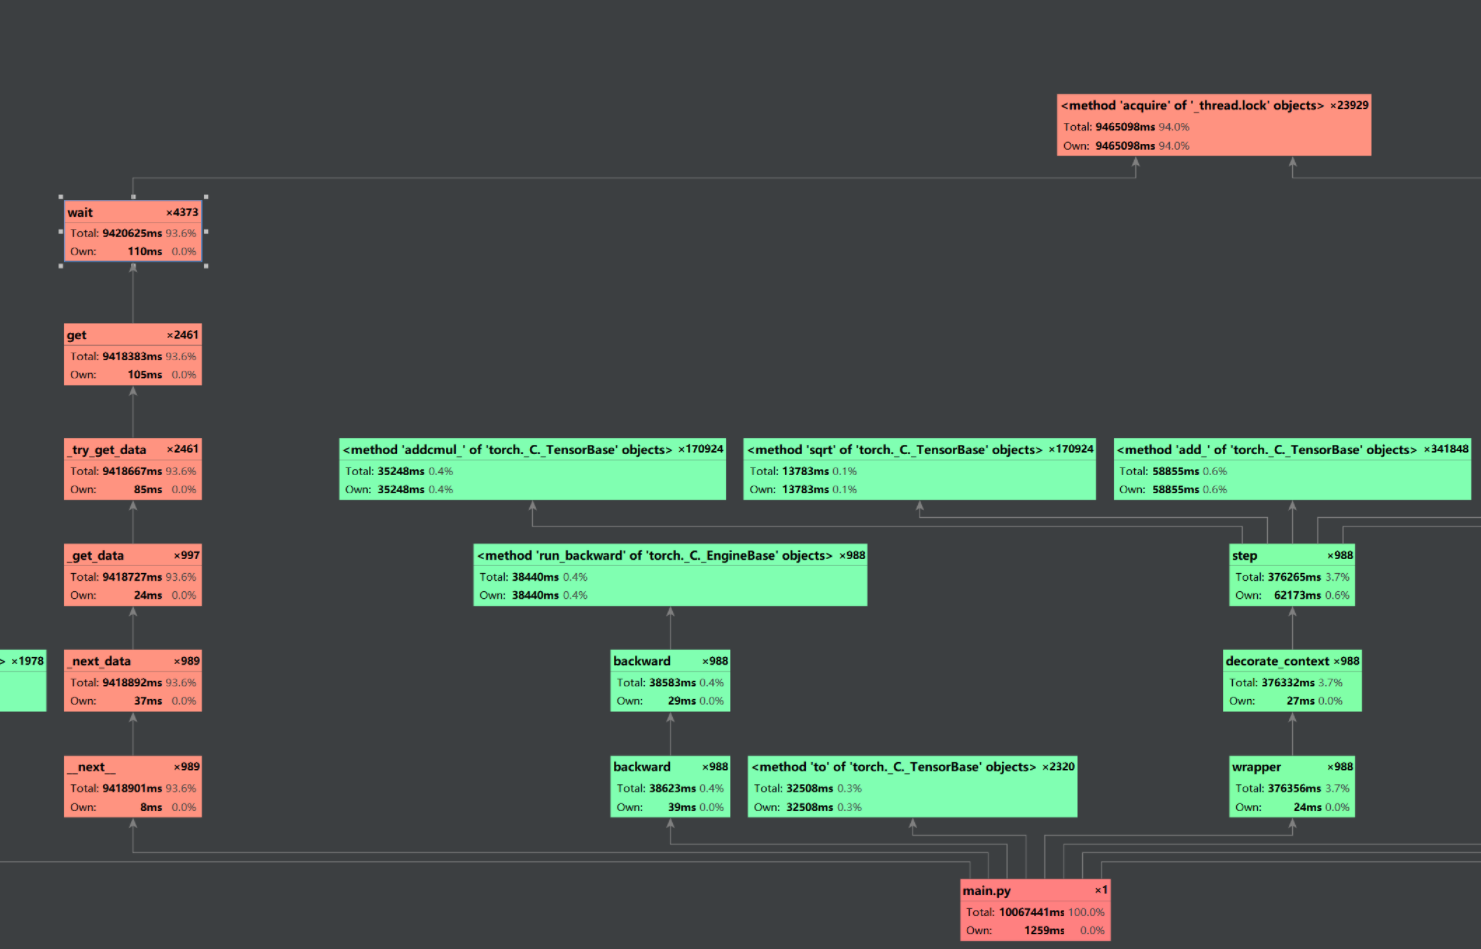 <method 'acquire' of '_thread.lock' objects> ×23929
Total: 9465098ms 94.0%
Own: 9465098ms 94.0%
wait ×4373
Total: 9420625ms 93.6%
Own: 110ms 0.0%
get ×2461
Total: 9418383ms 93.6%
Own: 105ms 0.0%
_try_get_data ×2461
Total: 9418667ms 93.6%
Own: 85ms 0.0%
<method 'addcmul_' of 'torch._C._TensorBase' objects> ×170924
Total: 35248ms 0.4%
Own: 35248ms 0.4%
<method 'sqrt' of 'torch._C._TensorBase' objects> ×170924
Total: 13783ms 0.1%
Own: 13783ms 0.1%
<method 'add_' of 'torch._C._TensorBase' objects> ×341848
Total: 58855ms 0.6%
Own: 58855ms 0.6%
_get_data ×997
Total: 9418727ms 93.6%
Own: 24ms 0.0%
<method 'run_backward' of 'torch._C._EngineBase' objects> ×988
Total: 38440ms 0.4%
Own: 38440ms 0.4%
step ×988
Total: 376265ms 3.7%
Own: 62173ms 0.6%
> ×1978
_next_data ×989
Total: 9418892ms 93.6%
Own: 37ms 0.0%
backward ×988
Total: 38583ms 0.4%
Own: 29ms 0.0%
decorate_context ×988
Total: 376332ms 3.7%
Own: 27ms 0.0%
__next__ ×989
Total: 9418901ms 93.6%
Own: 8ms 0.0%
backward ×988
Total: 38623ms 0.4%
Own: 39ms 0.0%
<method 'to' of 'torch._C._TensorBase' objects> ×2320
Total: 32508ms 0.3%
Own: 32508ms 0.3%
wrapper ×988
Total: 376356ms 3.7%
Own: 24ms 0.0%
main.py ×1
Total: 10067441ms 100.0%
Own: 1259ms 0.0%